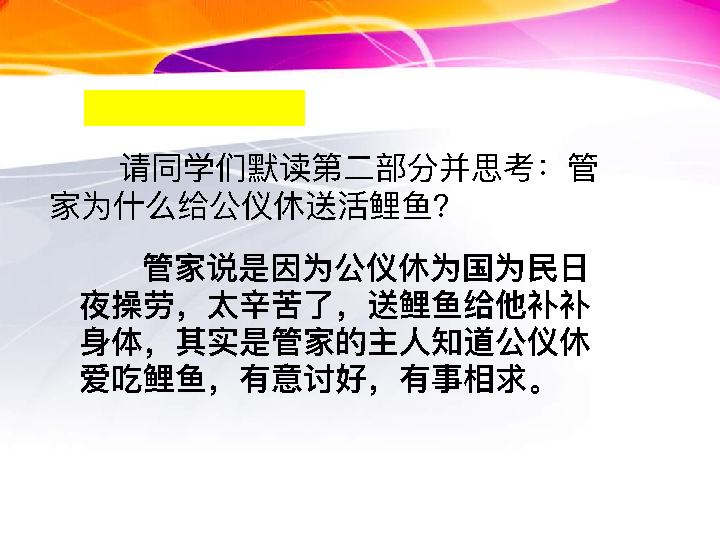 请同学们默读第二部分并思考：管
家为什么给公仪休送活鲤鱼？
管家说是因为公仪休为国为民日
夜操劳，太辛苦了，送鲤鱼给他补补
身体，其实是管家的主人知道公仪休
爱吃鲤鱼，有意讨好，有事相求。